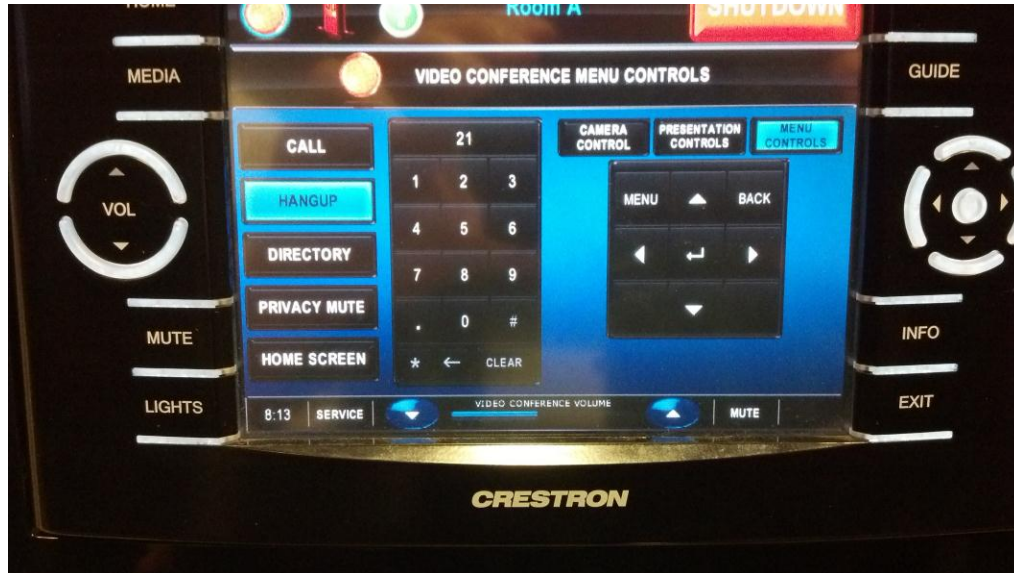 HOME
Room A
SHUTDOWN
MEDIA
VIDEO CONFERENCE MENU CONTROLS
GUIDE
CALL
21
CAMERA
CONTROL
PRESENTATION
CONTROLS
MENU
CONTROLS
HANGUP
1 2 3
MENU
BACK
VOL
4 5 6
DIRECTORY
7 8 9
PRIVACY MUTE
. 0 #
MUTE
INFO
HOME SCREEN
* ← CLEAR
LIGHTS
8:13
SERVICE
VIDEO CONFERENCE VOLUME
MUTE
EXIT
CRESTRON